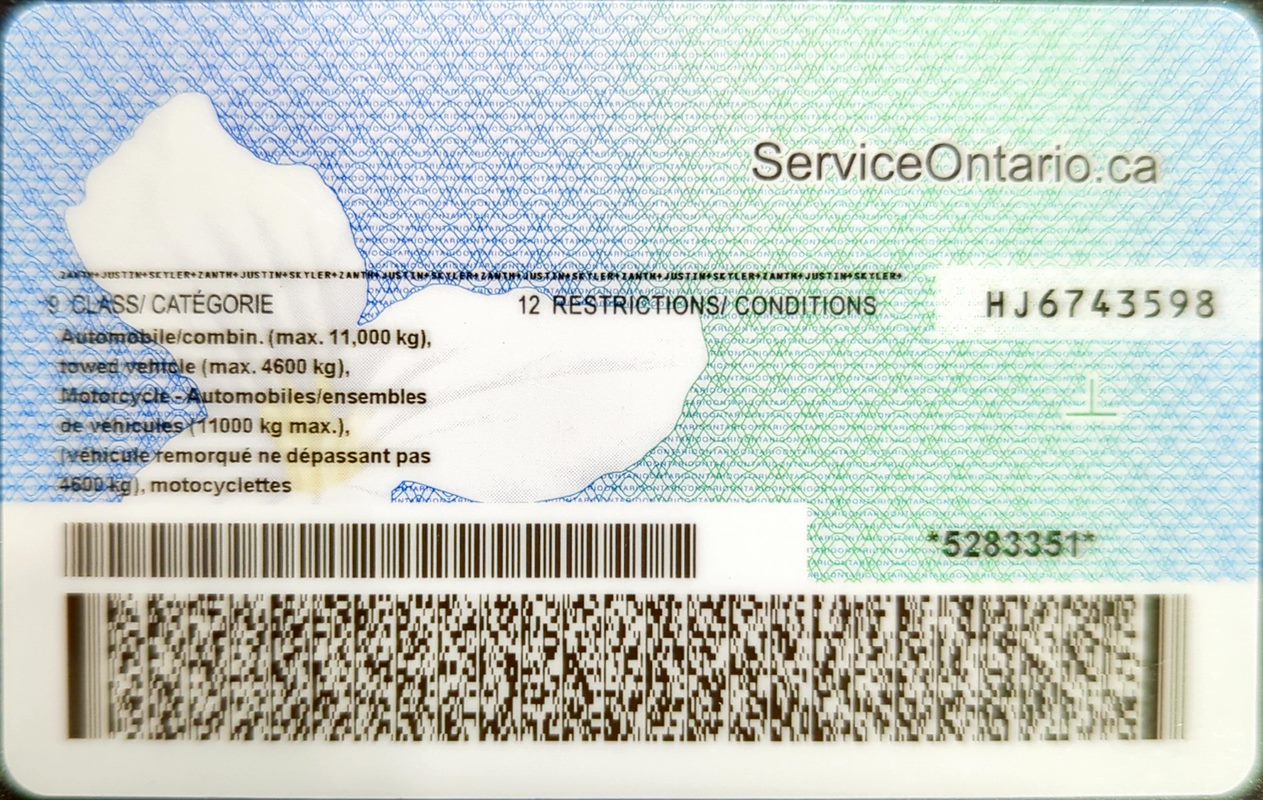 ServiceOntario.ca
ZANTH+JUSTIN+SKYLER+ZANTH+JUSTIN+SKYLER+ZANTH+JUSTIN+SKYLER+ZANTH+JUSTIN+SKYLER+ZANTH+JUSTIN+SKYLER+ZANTH+JUSTIN+SKYLER+
9 CLASS/ CATÉGORIE
12 RESTRICTIONS/ CONDITIONS
HJ6743598
Automobile/combin. (max. 11,000 kg),
towed vehicle (max. 4600 kg),
Motorcycle - Automobiles/ensembles
de véhicules (11000 kg max.),
(véhicule remorqué ne dépassant pas
4600 kg), motocyclettes
*5283351*